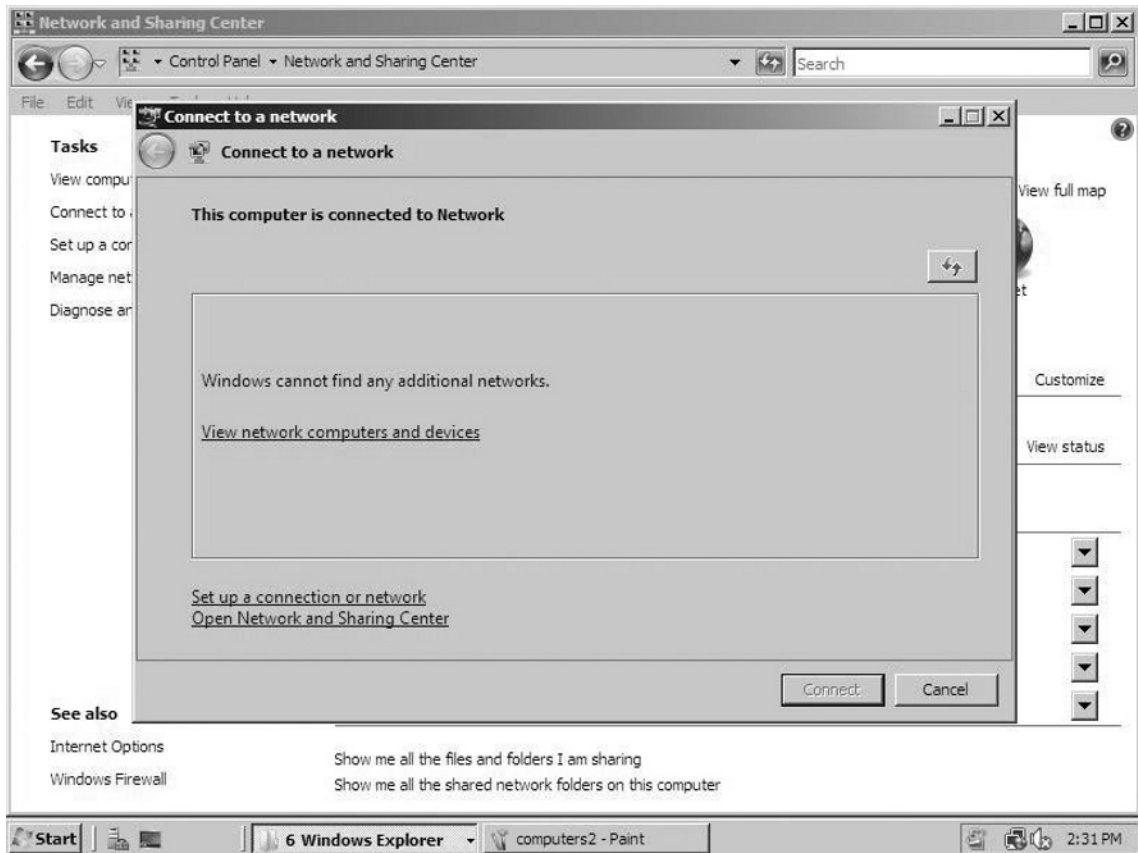 Network and Sharing Center
Control Panel Network and Sharing Center
Search
File Edit
Connect to a network
Connect to a network
Tasks
View
Connect to
Set up a
Manage
Diagnose
This computer is connected to Network
Windows cannot find any additional networks.
View network computers and devices
Set up a connection or network
Open Network and Sharing Center
Connect Cancel
View full map
Customize
View status
See also
Internet Options
Windows Firewall
Show me all the files and folders I am sharing
Show me all the shared network folders on this computer
Start 6 Windows Explorer computers2 - Paint 2:31 PM